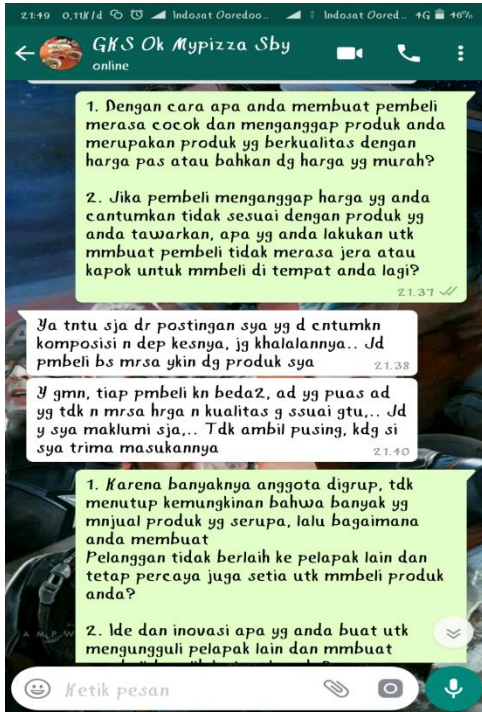 21:49 0,11K/d Indosat Ooredoo.. Indosat Oored.. 4G 46%
GKS Ok Mypizza Sby
online
1. Dengan cara apa anda membuat pembeli
merasa cocok dan menganggap produk anda
merupakan produk yg berkualitas dengan
harga pas atau bahkan dg harga yg murah?
2. Jika pembeli menganggap harga yg anda
cantumkan tidak sesuai dengan produk yg
anda tawarkan, apa yg anda lakukan utk
mmbuat pembeli tidak merasa jera atau
kapok untuk mmbeli di tempat anda lagi?
21.37
Ya tntu sja dr postingan sya yg d cntumkn
komposisi n dep kesnya, jg khalalannya.. Jd
pmbeli bs mrsa ykin dg produk sya
21.38
Y gmn, tiap pmbeli kn beda2, ad yg puas ad
yg tdk n mrsa hrga n kualitas g ssuai gtu,.. Jd
y sya maklumi sja,.. Tdk ambil pusing, kdg si
sya trima masukannya
21.40
1. Karena banyaknya anggota digrup, tdk
menutup kemungkinan bahwa banyak yg
mnjual produk yg serupa, lalu bagaimana
anda membuat
Pelanggan tidak berlaih ke pelapak lain dan
tetap percaya juga setia utk mmbeli produk
anda?
2. Ide dan inovasi apa yg anda buat utk
mengungguli pelapak lain dan mmbuat
Ketik pesan